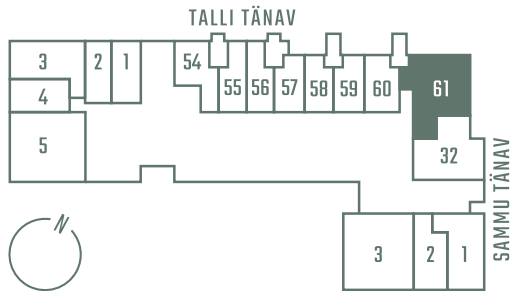 TALLI TÄNAV
3 2 1 54
4 55 56 57 58 59 60 61
5 32
SAMMU TÄNAV
N
3 2 1